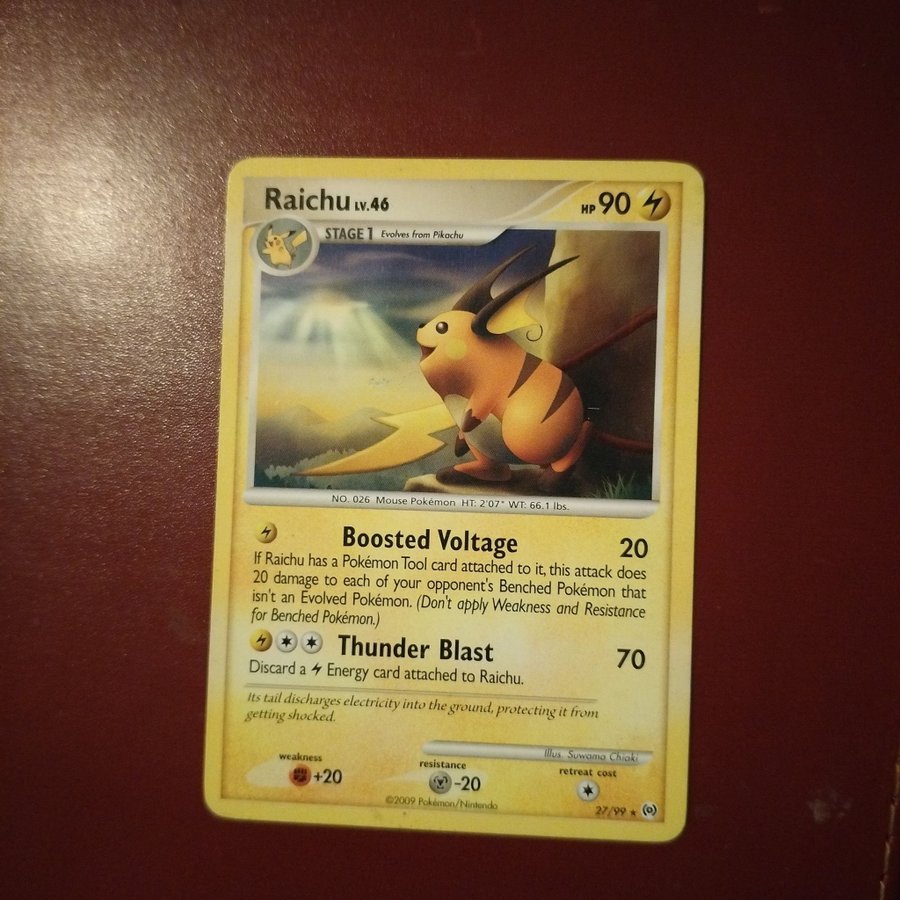 Raichu LV.46 HP 90
STAGE 1 Evolves from Pikachu
NO. 026 Mouse Pokémon HT: 2'07" WT: 66.1 lbs.
Boosted Voltage 20
If Raichu has a Pokémon Tool card attached to it, this attack does
20 damage to each of your opponent's Benched Pokémon that
isn't an Evolved Pokémon. (Don't apply Weakness and Resistance
for Benched Pokémon.)
Thunder Blast 70
Discard a Energy card attached to Raichu.
Its tail discharges electricity into the ground, protecting it from
getting shocked.
Illus. Suwama Chiaki
weakness resistance retreat cost
+20 -20
©2009 Pokémon/Nintendo 27/99 ★